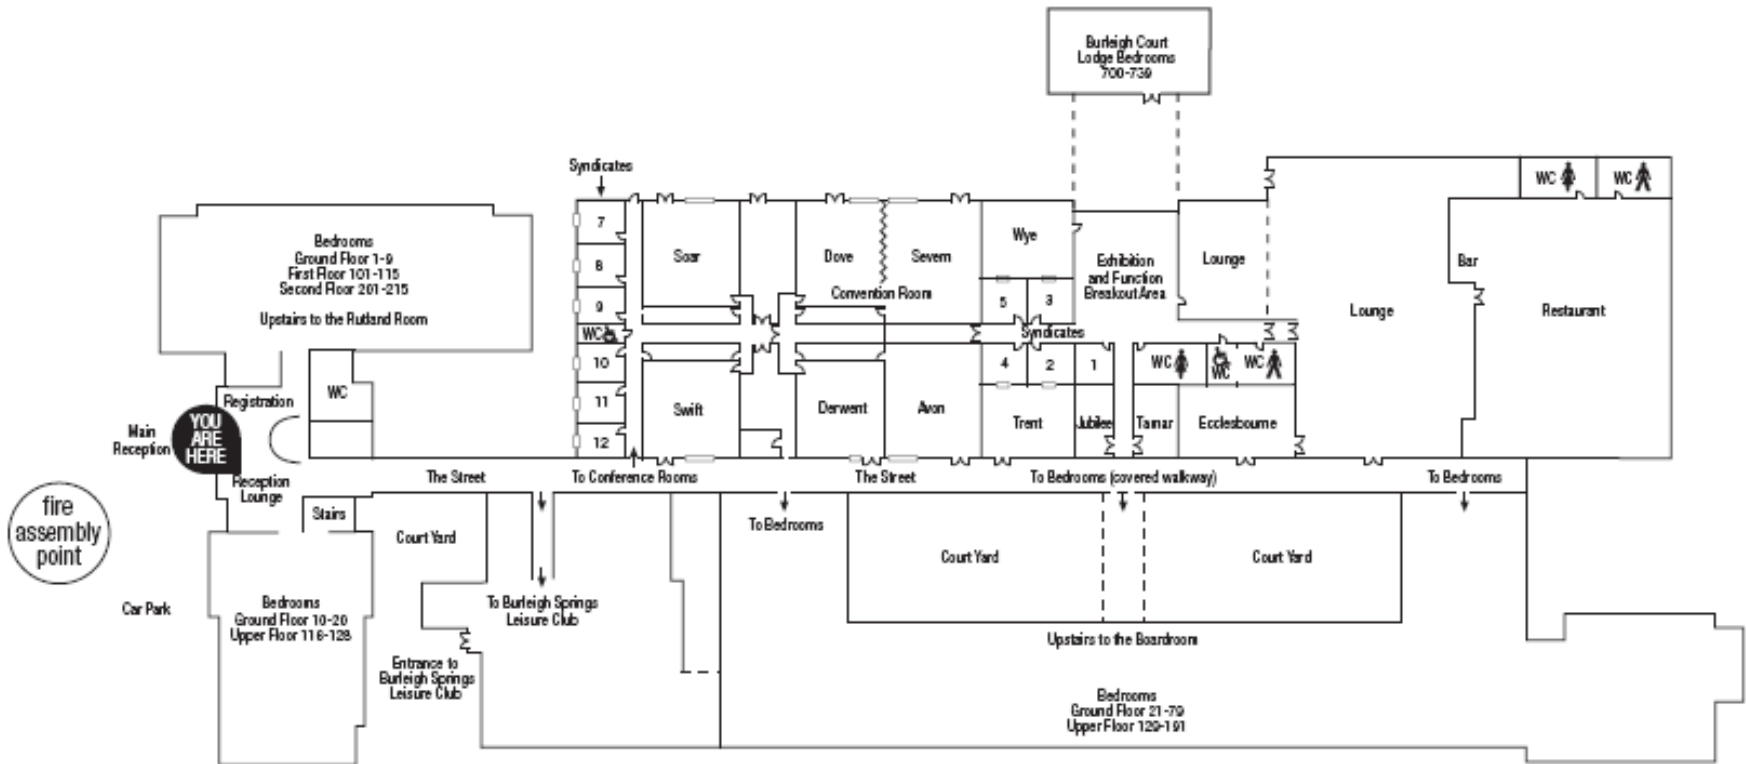 Burleigh Court
Lodge Bedrooms
700-739
Syndicates
WC
WC
7
8
9
WC
10
11
12
Soar
Dove
Severn
Convention Room
Wye
5
3
Syndicates
4
2
1
Exhibition
and Function
Breakout Area
Lounge
Lounge
Bar
Restaurant
WC
WC
WC
Swift
Derwent
Avon
Trent
Jubilee
Tamar
Ecclesbourne
Bedrooms
Ground Floor 1-9
First Floor 101-115
Second Floor 201-215
Upstairs to the Rutland Room
WC
Registration
Main
Reception
YOU
ARE
HERE
Reception
Lounge
Stairs
The Street
To Conference Rooms
The Street
To Bedrooms (covered walkway)
To Bedrooms
fire
assembly
point
Car Park
Court Yard
To Bedrooms
Court Yard
Court Yard
Bedrooms
Ground Floor 10-20
Upper Floor 116-128
To Burleigh Springs
Leisure Club
Entrance to
Burleigh Springs
Leisure Club
Upstairs to the Boardroom
Bedrooms
Ground Floor 21-79
Upper Floor 129-191